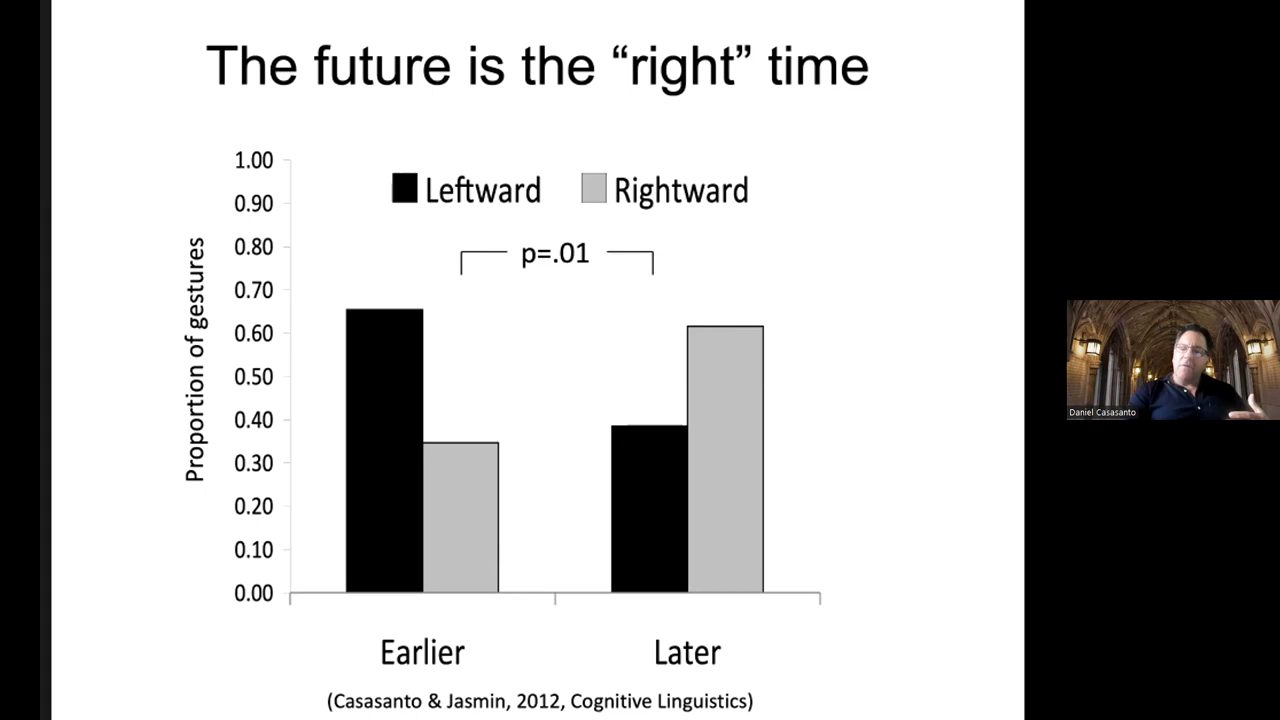 The future is the “right” time
1.00
0.90
0.80
0.70
0.60
0.50
0.40
0.30
0.20
0.10
0.00
Proportion of gestures
Leftward
Rightward
p=.01
Earlier
Later
(Casasanto & Jasmin, 2012, Cognitive Linguistics)
Daniel Casasanto